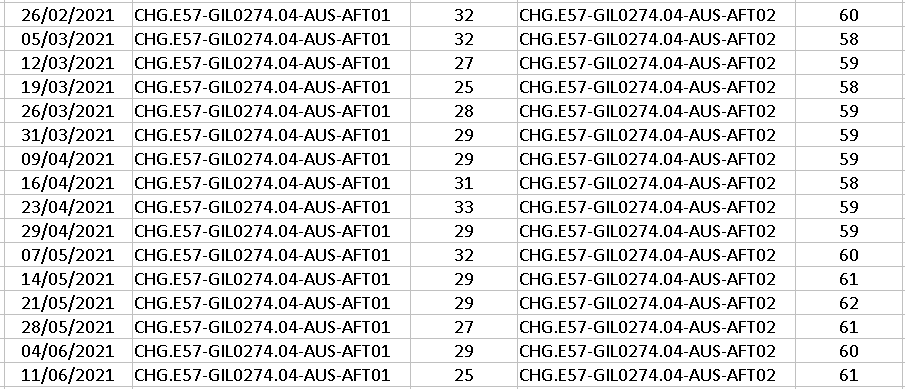 26/02/2021 CHG.E57-GIL0274.04-AUS-AFT01 32 CHG.E57-GIL0274.04-AUS-AFT02 60
05/03/2021 CHG.E57-GIL0274.04-AUS-AFT01 32 CHG.E57-GIL0274.04-AUS-AFT02 58
12/03/2021 CHG.E57-GIL0274.04-AUS-AFT01 27 CHG.E57-GIL0274.04-AUS-AFT02 59
19/03/2021 CHG.E57-GIL0274.04-AUS-AFT01 25 CHG.E57-GIL0274.04-AUS-AFT02 58
26/03/2021 CHG.E57-GIL0274.04-AUS-AFT01 28 CHG.E57-GIL0274.04-AUS-AFT02 59
31/03/2021 CHG.E57-GIL0274.04-AUS-AFT01 29 CHG.E57-GIL0274.04-AUS-AFT02 59
09/04/2021 CHG.E57-GIL0274.04-AUS-AFT01 29 CHG.E57-GIL0274.04-AUS-AFT02 59
16/04/2021 CHG.E57-GIL0274.04-AUS-AFT01 31 CHG.E57-GIL0274.04-AUS-AFT02 58
23/04/2021 CHG.E57-GIL0274.04-AUS-AFT01 33 CHG.E57-GIL0274.04-AUS-AFT02 59
29/04/2021 CHG.E57-GIL0274.04-AUS-AFT01 29 CHG.E57-GIL0274.04-AUS-AFT02 59
07/05/2021 CHG.E57-GIL0274.04-AUS-AFT01 32 CHG.E57-GIL0274.04-AUS-AFT02 60
14/05/2021 CHG.E57-GIL0274.04-AUS-AFT01 29 CHG.E57-GIL0274.04-AUS-AFT02 61
21/05/2021 CHG.E57-GIL0274.04-AUS-AFT01 29 CHG.E57-GIL0274.04-AUS-AFT02 62
28/05/2021 CHG.E57-GIL0274.04-AUS-AFT01 27 CHG.E57-GIL0274.04-AUS-AFT02 61
04/06/2021 CHG.E57-GIL0274.04-AUS-AFT01 29 CHG.E57-GIL0274.04-AUS-AFT02 60
11/06/2021 CHG.E57-GIL0274.04-AUS-AFT01 25 CHG.E57-GIL0274.04-AUS-AFT02 61